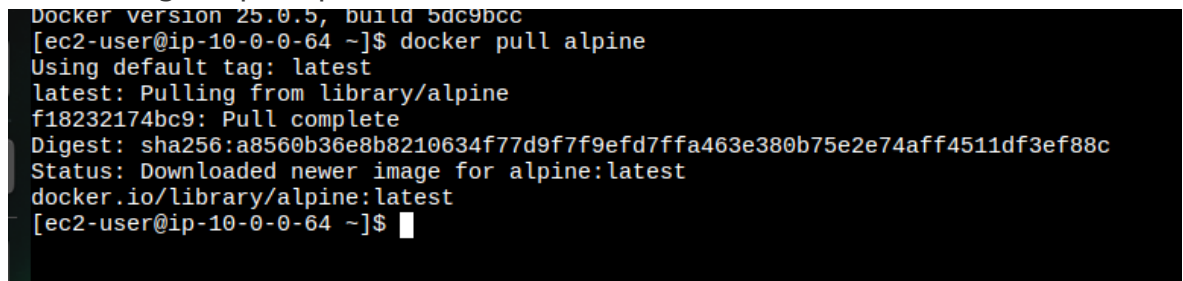 Docker version 25.0.5, build 5dc9bcc
[ec2-user@ip-10-0-0-64 ~]$ docker pull alpine
Using default tag: latest
latest: Pulling from library/alpine
f18232174bc9: Pull complete
Digest: sha256:a8560b36e8b8210634f77d9f7f9efd7ffa463e380b75e2e74aff4511df3ef88c
Status: Downloaded newer image for alpine:latest
docker.io/library/alpine:latest
[ec2-user@ip-10-0-0-64 ~]$